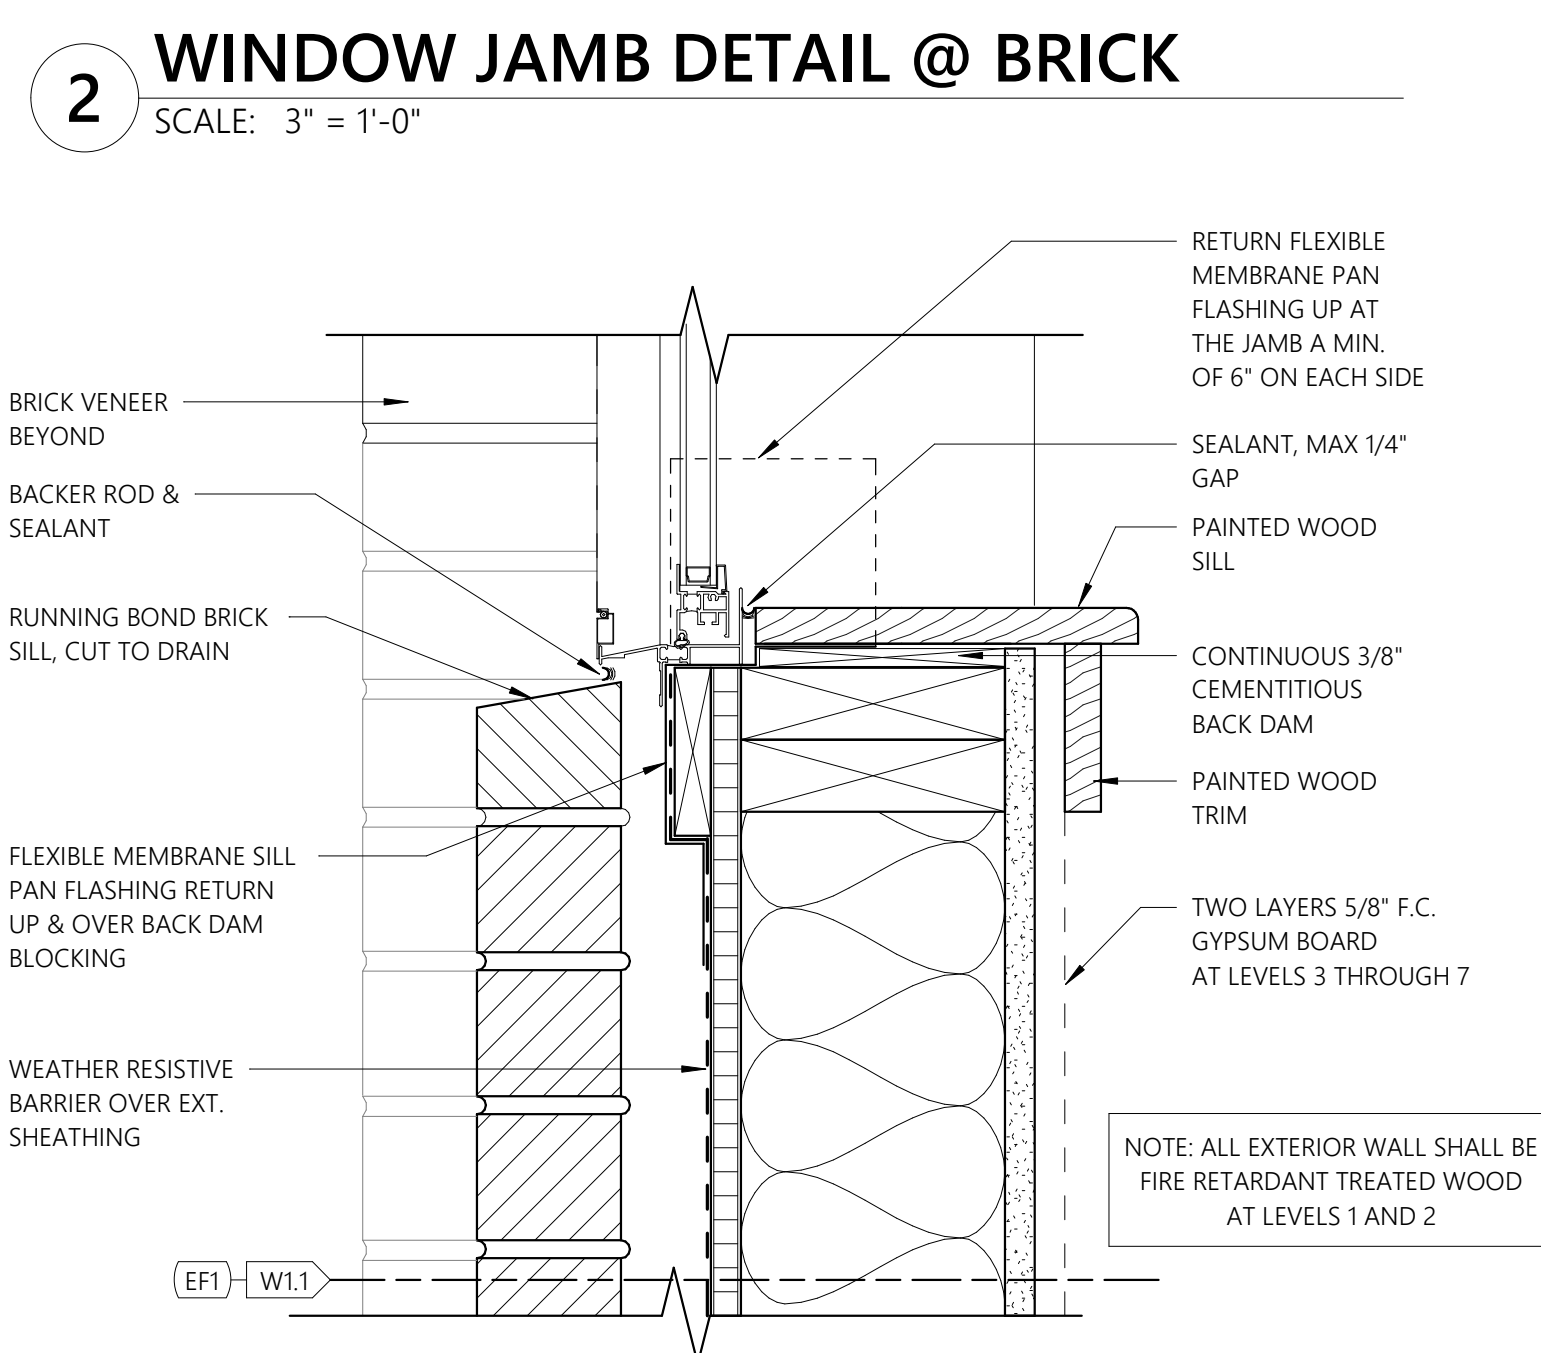 2
WINDOW JAMB DETAIL @ BRICK
SCALE: 3" = 1'-0"
BRICK VENEER
BEYOND
BACKER ROD &
SEALANT
RUNNING BOND BRICK
SILL, CUT TO DRAIN
FLEXIBLE MEMBRANE SILL
PAN FLASHING RETURN
UP & OVER BACK DAM
BLOCKING
WEATHER RESISTIVE
BARRIER OVER EXT.
SHEATHING
EF1
W1.1
RETURN FLEXIBLE
MEMBRANE PAN
FLASHING UP AT
THE JAMB A MIN.
OF 6" ON EACH SIDE
SEALANT, MAX 1/4"
GAP
PAINTED WOOD
SILL
CONTINUOUS 3/8"
CEMENTITIOUS
BACK DAM
PAINTED WOOD
TRIM
TWO LAYERS 5/8" F.C.
GYPSUM BOARD
AT LEVELS 3 THROUGH 7
NOTE: ALL EXTERIOR WALL SHALL BE
FIRE RETARDANT TREATED WOOD
AT LEVELS 1 AND 2